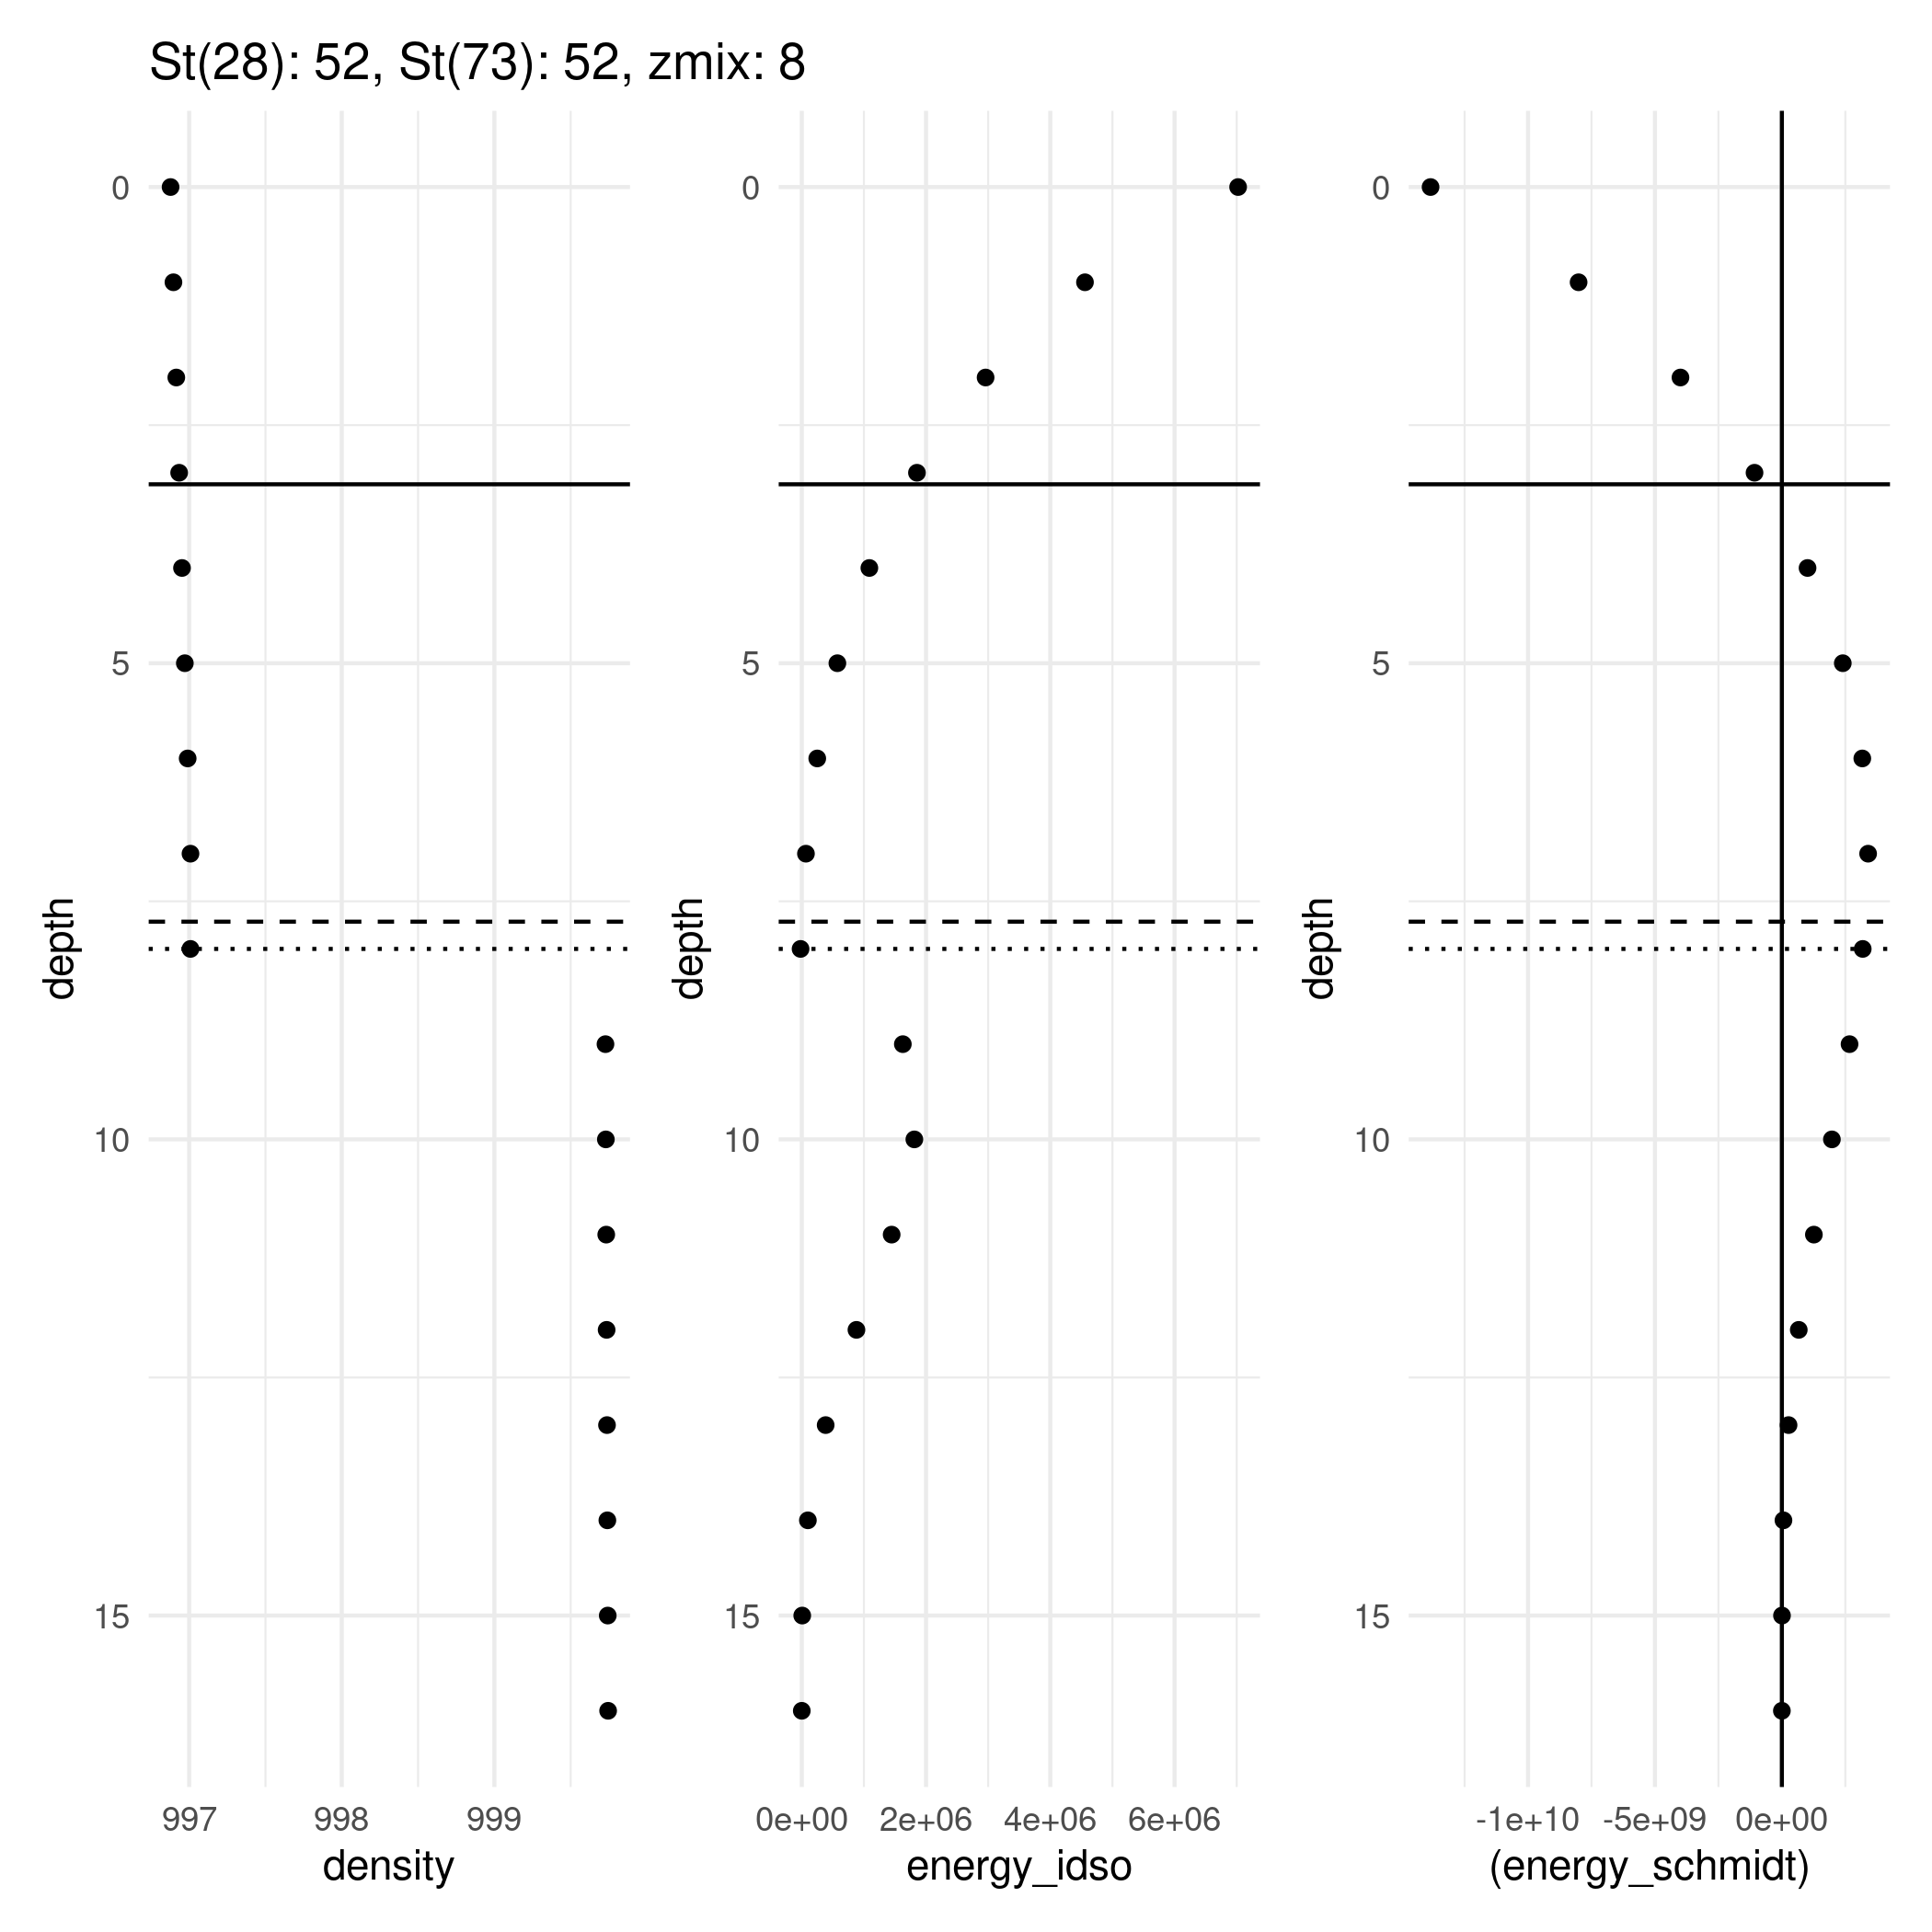 St(28): 52, St(73): 52, zmix: 8
0
5
10
15
depth
997 998 999
density
0
5
10
15
depth
0e+00 2e+06 4e+06 6e+06
energy_idso
0
5
10
15
depth
-1e+10 -5e+09 0e+00
(energy_schmidt)